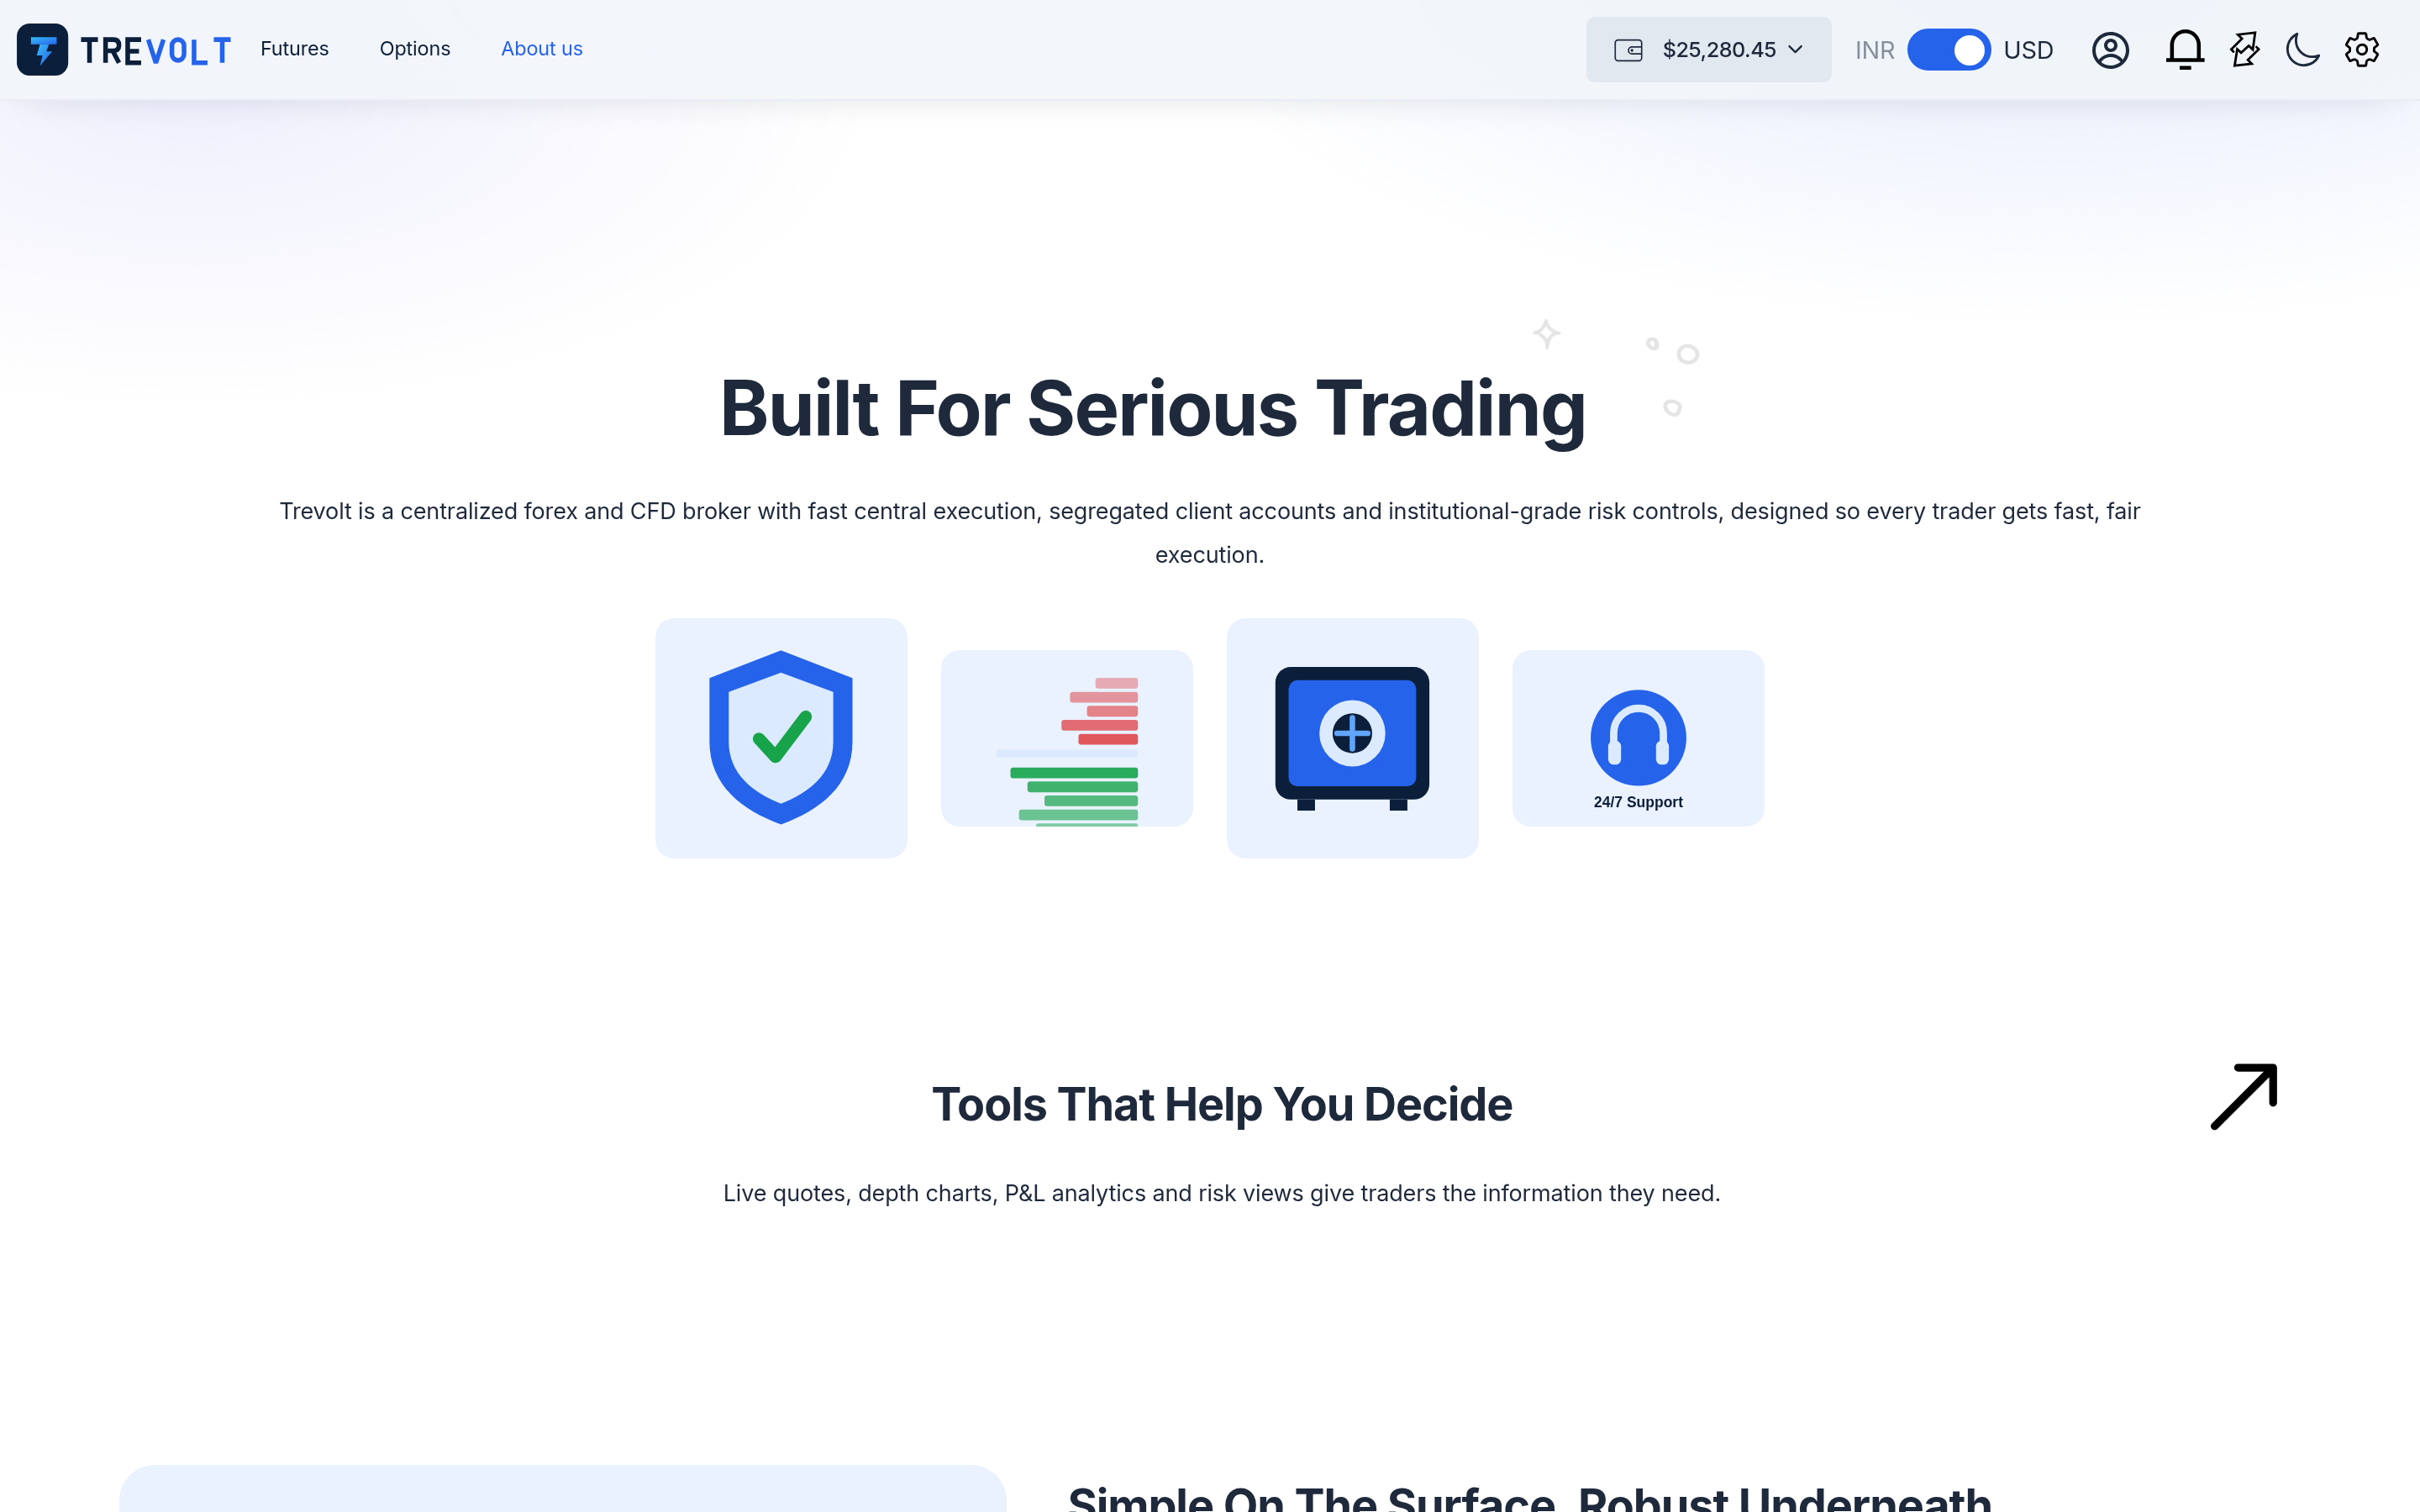 TREVOLT
Futures
Options
About us
$25,280.45
INR
USD
Built For Serious Trading
Trevolt is a centralized forex and CFD broker with fast central execution, segregated client accounts and institutional-grade risk controls, designed so every trader gets fast, fair
execution.
24/7 Support
Tools That Help You Decide
Live quotes, depth charts, P&L analytics and risk views give traders the information they need.
Simple On The Surface, Robust Underneath